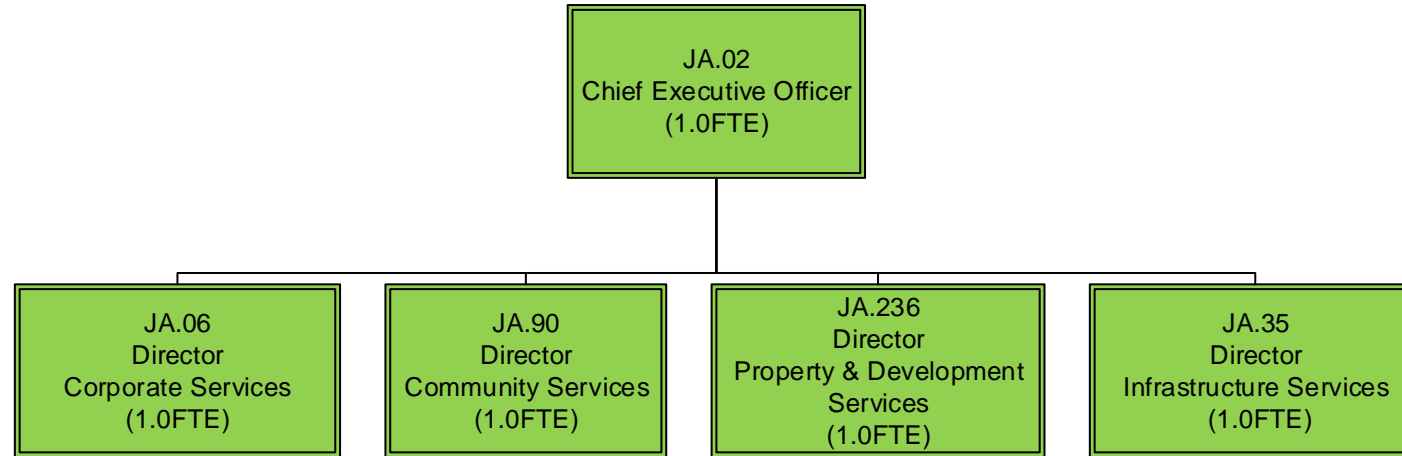 JA.02
Chief Executive Officer
(1.0FTE)
JA.06
Director
Corporate Services
(1.0FTE)
JA.90
Director
Community Services
(1.0FTE)
JA.236
Director
Property & Development
Services
(1.0FTE)
JA.35
Director
Infrastructure Services
(1.0FTE)